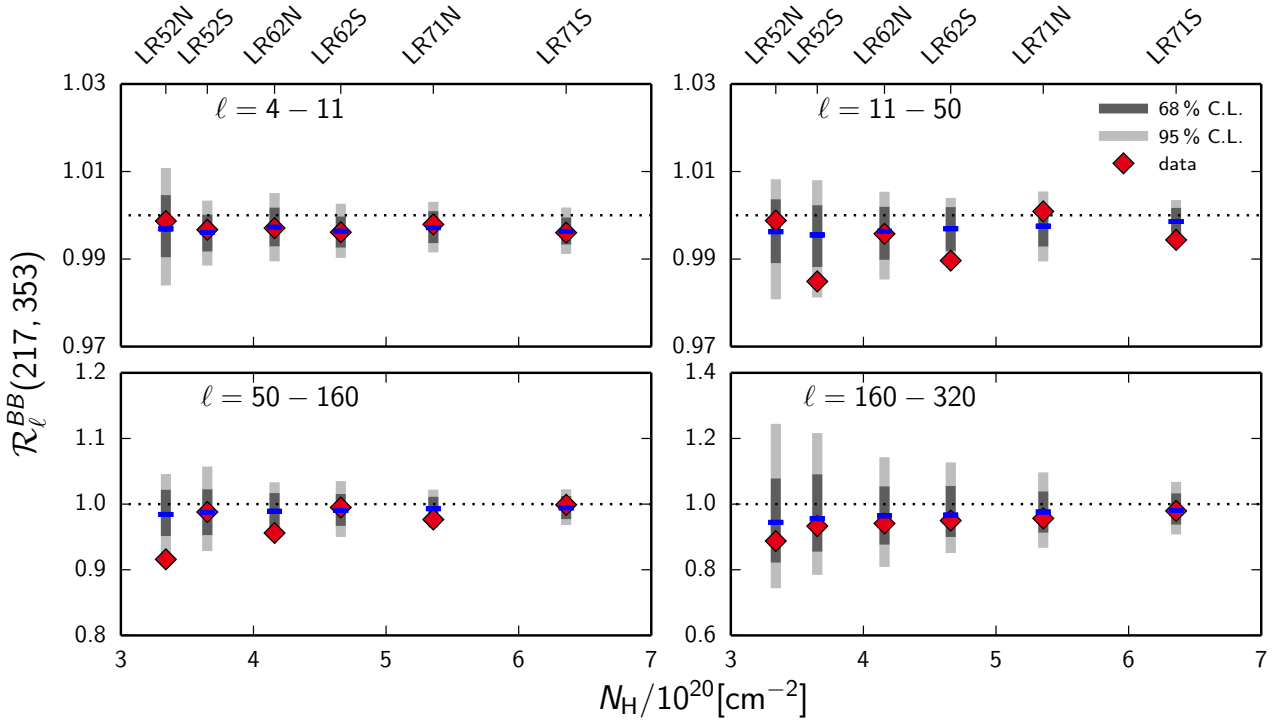 LR52N LR52S LR62N LR62S LR71N LR71S LR52N LR52S LR62N LR62S LR71N LR71S
ℓ = 4 − 11
1.03
1.01
0.99
0.97
ℓ = 11 − 50
68 % C.L.
95 % C.L.
data
1.03
1.01
0.99
0.97
ℛ_ℓ^{BB}(217, 353)
ℓ = 50 − 160
1.2
1.1
1.0
0.9
0.8
3 4 5 6 7
ℓ = 160 − 320
1.4
1.2
1.0
0.8
0.6
3 4 5 6 7
N_H/10^{20}[cm^{−2}]